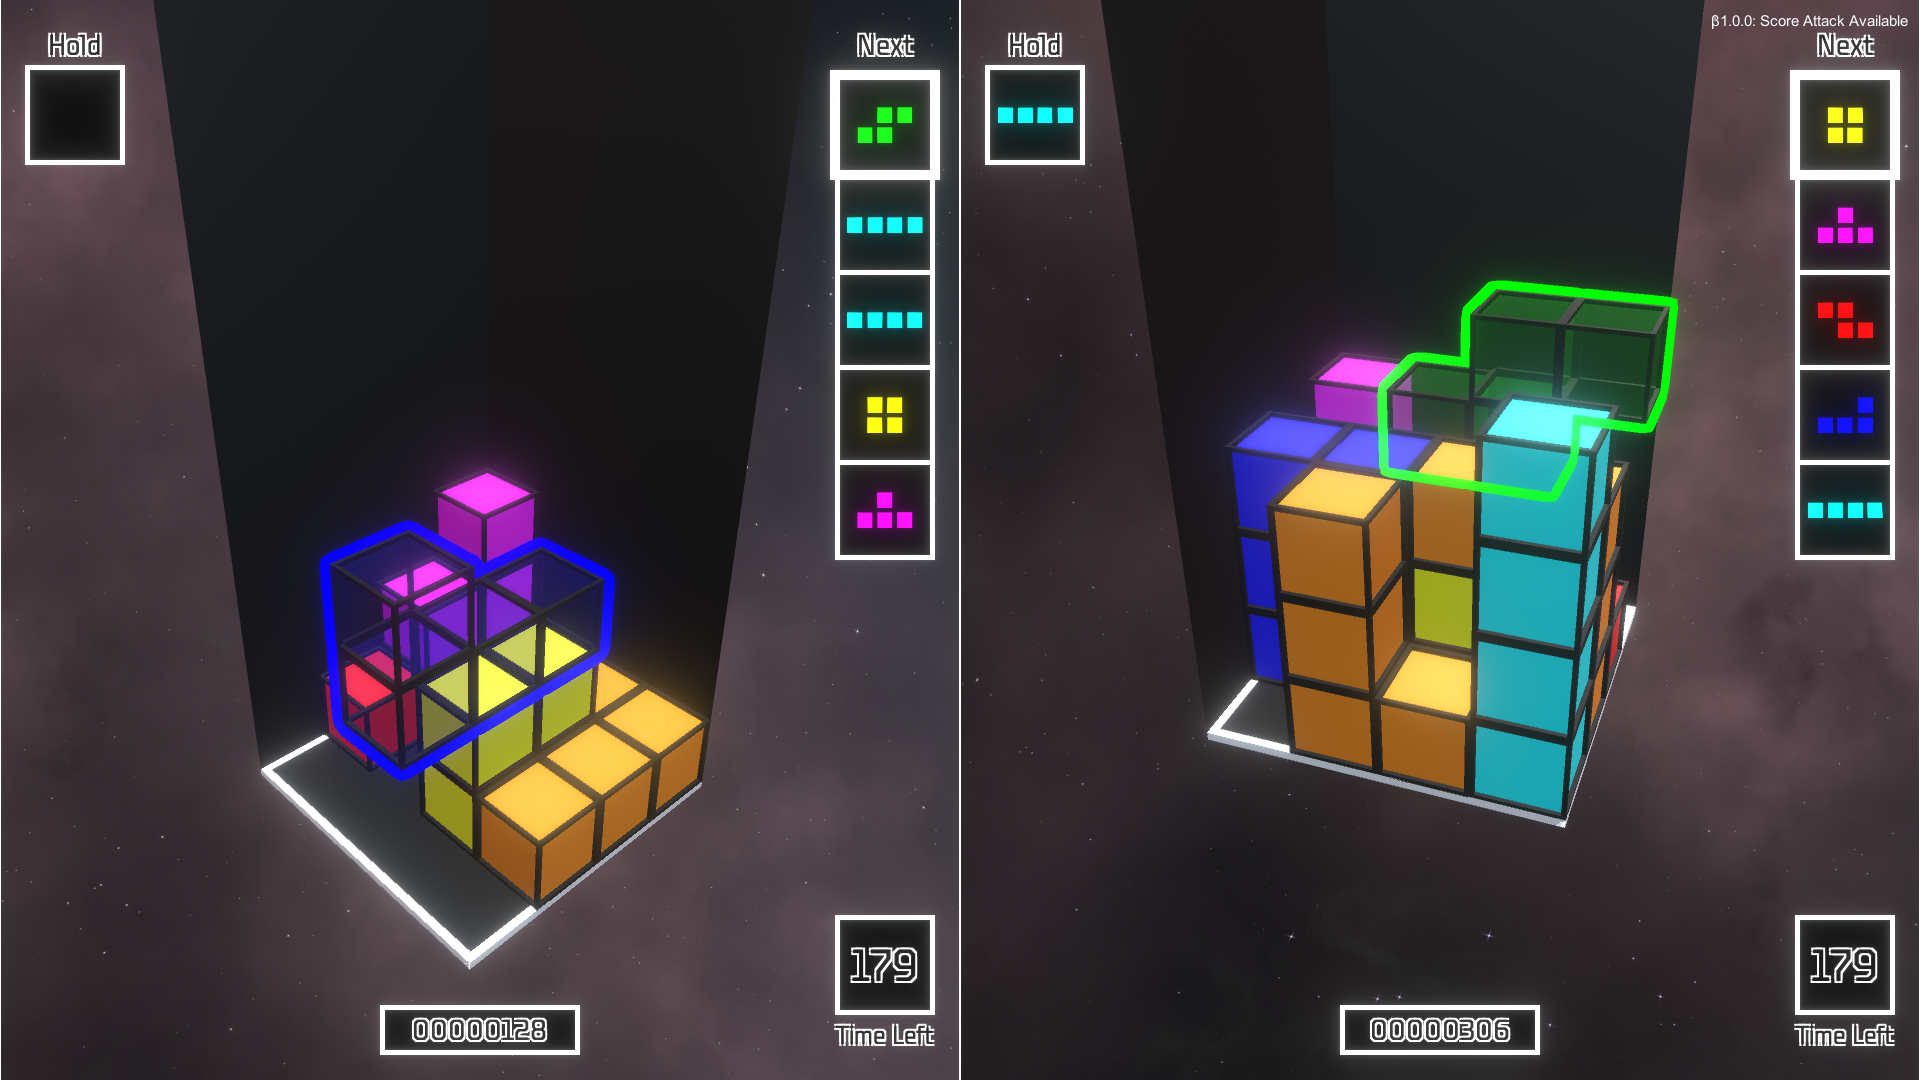 β1.0.0: Score Attack Available
Hold
Next
Hold
Next
179
179
00000128
Time Left
00000306
Time Left